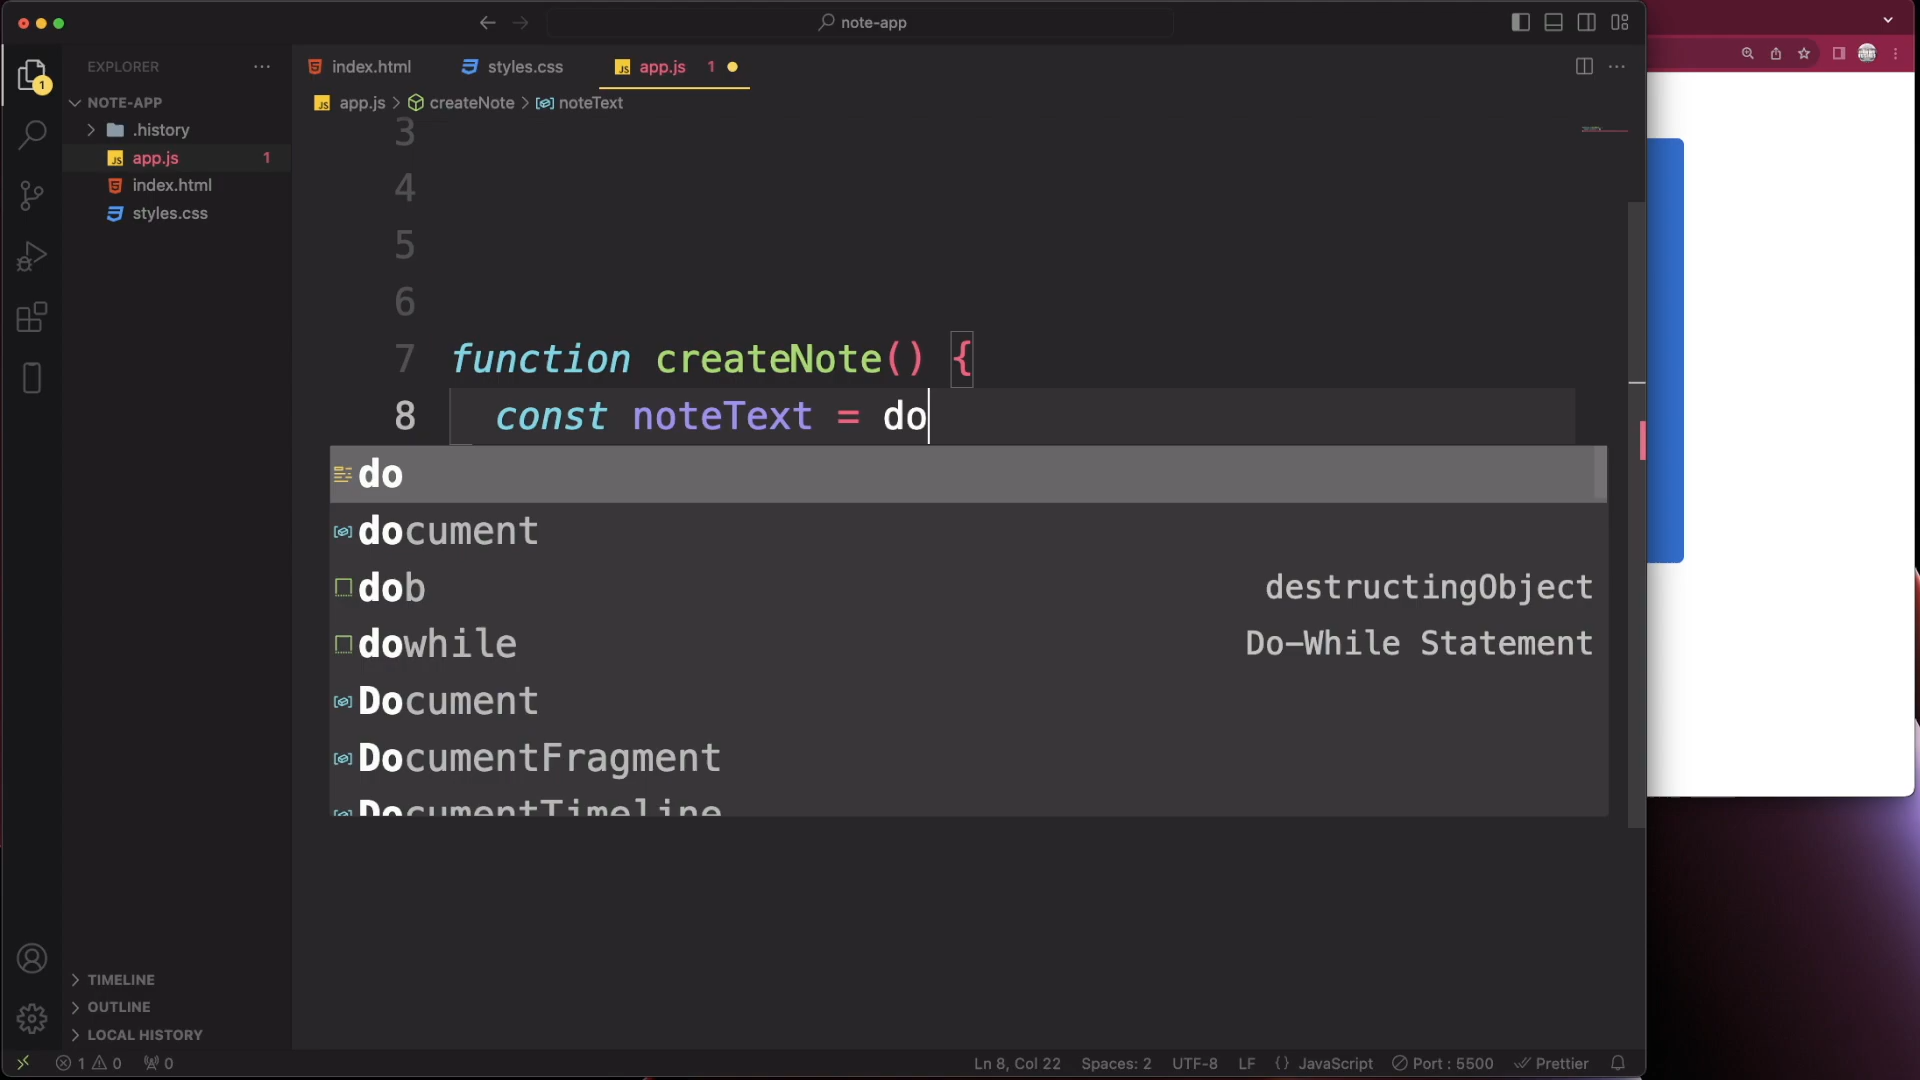 note-app
EXPLORER
index.html
styles.css
app.js 1
NOTE-APP
app.js > createNote > noteText
.history
app.js 1
index.html
styles.css
3
4
5
6
7 function createNote() {
8 const noteText = do
do
document
dob destructingObject
dowhile Do-While Statement
Document
DocumentFragment
DocumentTimeline
TIMELINE
OUTLINE
LOCAL HISTORY
1 0 0 Ln 8, Col 22 Spaces: 2 UTF-8 LF {} JavaScript Port : 5500 Prettier